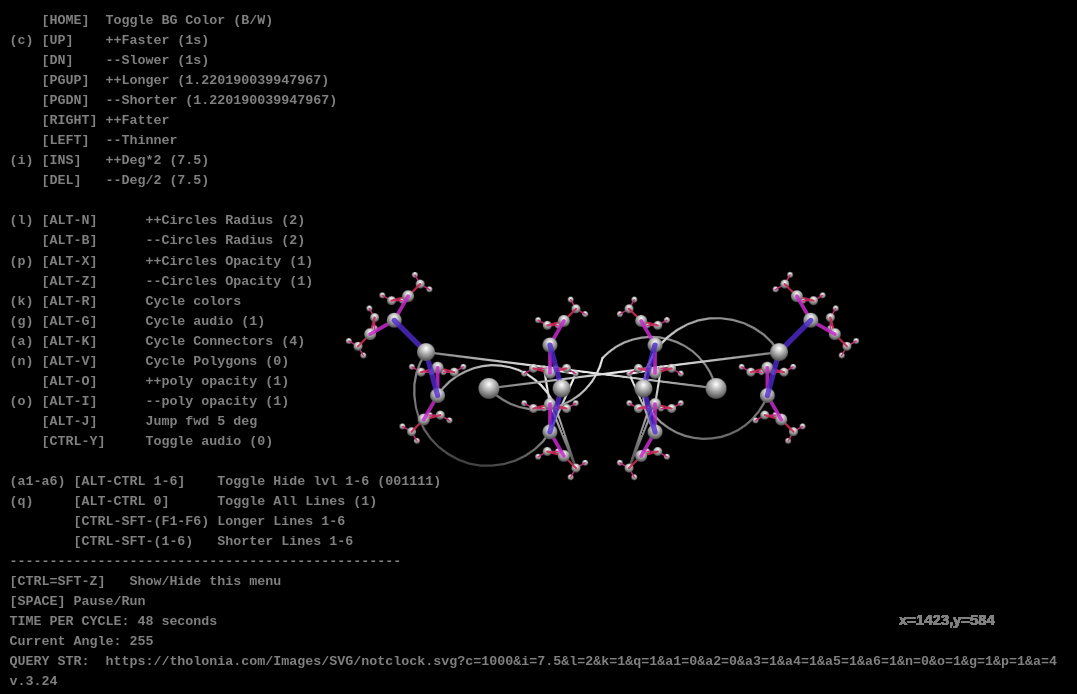 [HOME] Toggle BG Color (B/W)
(c) [UP] ++Faster (1s)
[DN] --Slower (1s)
[PGUP] ++Longer (1.220190039947967)
[PGDN] --Shorter (1.220190039947967)
[RIGHT] ++Fatter
[LEFT] --Thinner
(i) [INS] ++Deg*2 (7.5)
[DEL] --Deg/2 (7.5)
(l) [ALT-N] ++Circles Radius (2)
[ALT-B] --Circles Radius (2)
(p) [ALT-X] ++Circles Opacity (1)
[ALT-Z] --Circles Opacity (1)
(k) [ALT-R] Cycle colors
(g) [ALT-G] Cycle audio (1)
(a) [ALT-K] Cycle Connectors (4)
(n) [ALT-V] Cycle Polygons (0)
[ALT-O] ++poly opacity (1)
(o) [ALT-I] --poly opacity (1)
[ALT-J] Jump fwd 5 deg
[CTRL-Y] Toggle audio (0)
(a1-a6) [ALT-CTRL 1-6] Toggle Hide lvl 1-6 (001111)
(q) [ALT-CTRL 0] Toggle All Lines (1)
[CTRL-SFT-(F1-F6) Longer Lines 1-6
[CTRL-SFT-(1-6) Shorter Lines 1-6
-------------------------------------------------
[CTRL=SFT-Z] Show/Hide this menu
[SPACE] Pause/Run
TIME PER CYCLE: 48 seconds
x=1423,y=584
Current Angle: 255
QUERY STR: https://tholonia.com/Images/SVG/notclock.svg?c=1000&i=7.5&l=2&k=1&q=1&a1=0&a2=0&a3=1&a4=1&a5=1&a6=1&n=0&o=1&g=1&p=1&a=4
v.3.24